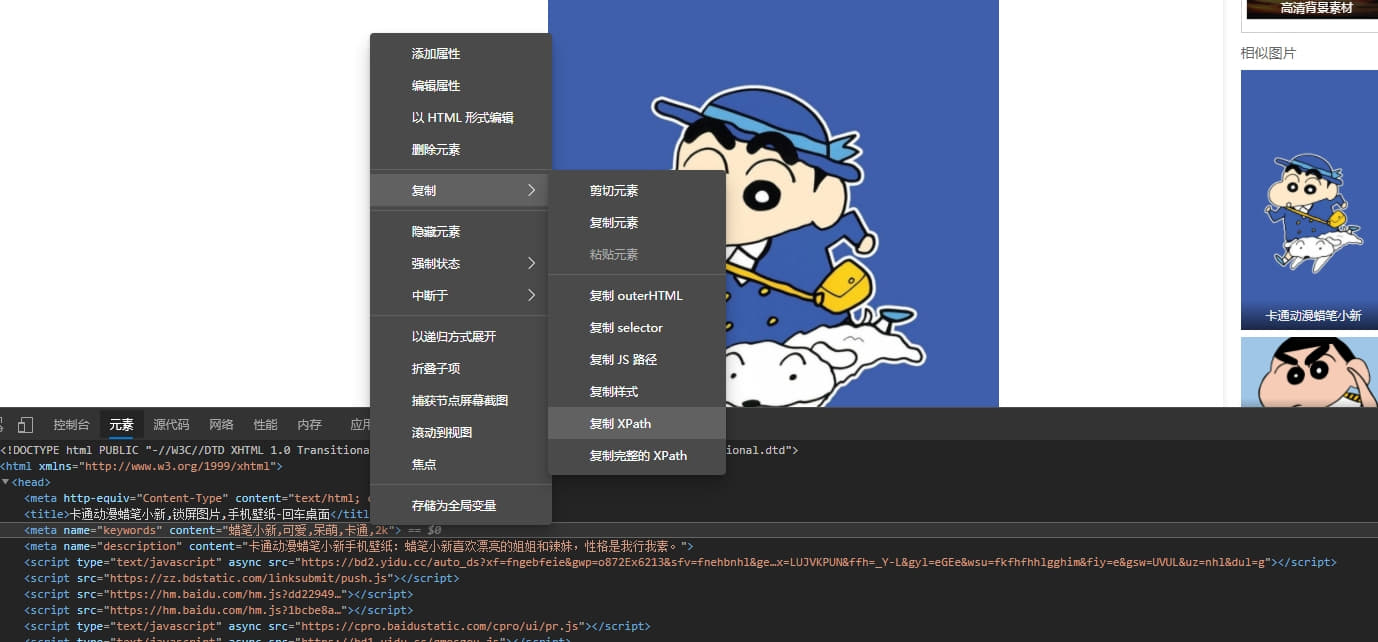 高清背景素材
相似图片
卡通动漫蜡笔小新
添加属性
编辑属性
以 HTML 形式编辑
删除元素
复制
隐藏元素
强制状态
中断于
以递归方式展开
折叠子项
捕获节点屏幕截图
滚动到视图
焦点
存储为全局变量
剪切元素
复制元素
粘贴元素
复制 outerHTML
复制 selector
复制 JS 路径
复制样式
复制 XPath
复制完整的 XPath
控制台 元素 源代码 网络 性能 内存 应用
<!DOCTYPE html PUBLIC "-//W3C//DTD XHTML 1.0 Transitional ional.dtd">
<html xmlns="http://www.w3.org/1999/xhtml">
<head>
<meta http-equiv="Content-Type" content="text/html;
<title>卡通动漫蜡笔小新,锁屏图片,手机壁纸-回车桌面</titl
<meta name="keywords" content="蜡笔小新,可爱,呆萌,卡通,2k"> == $0
<meta name="description" content="卡通动漫蜡笔小新手机壁纸: 蜡笔小新喜欢漂亮的姐姐和辣妹，性格是我行我素。">
<script type="text/javascript" async src="https://bd2.yidu.cc/auto_ds?xf=fngebfeie&gwp=o872Ex6213&sfv=fnehbnhl&ge…x=LUJVKPUN&ffh=_Y-L&gyl=eGEe&wsu=fkfhfhhlgghim&fiy=e&gsw=UVUL&uz=nhl&dul=g"></script>
<script src="https://zz.bdstatic.com/linksubmit/push.js"></script>
<script src="https://hm.baidu.com/hm.js?dd22949…"></script>
<script src="https://hm.baidu.com/hm.js?1bcbe8a…"></script>
<script type="text/javascript" async src="https://cpro.baidustatic.com/cpro/ui/pr.js"></script>